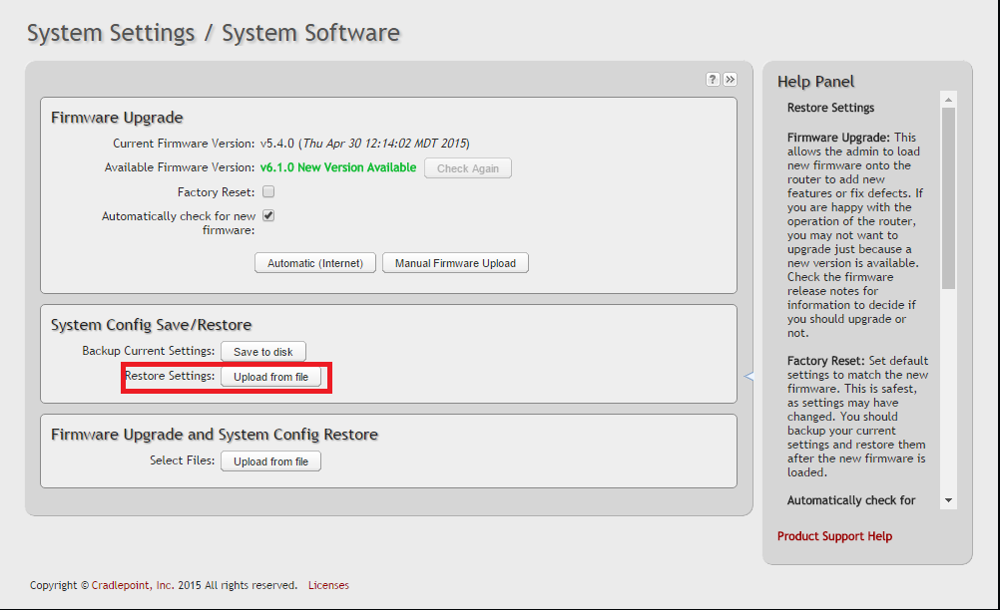 System Settings / System Software
? »
Firmware Upgrade
Current Firmware Version: v5.4.0 (Thu Apr 30 12:14:02 MDT 2015)
Available Firmware Version: v6.1.0 New Version Available Check Again
Factory Reset:
Automatically check for new
firmware:
Automatic (Internet) Manual Firmware Upload
System Config Save/Restore
Backup Current Settings: Save to disk
Restore Settings: Upload from file
Firmware Upgrade and System Config Restore
Select Files: Upload from file
Help Panel
Restore Settings
Firmware Upgrade: This
allows the admin to load
new firmware onto the
router to add new
features or fix defects. If
you are happy with the
operation of the router,
you may not want to
upgrade just because a
new version is available.
Check the firmware
release notes for
information to decide if
you should upgrade or
not.
Factory Reset: Set default
settings to match the new
firmware. This is safest,
as settings may have
changed. You should
backup your current
settings and restore them
after the new firmware is
loaded.
Automatically check for
Product Support Help
Copyright © Cradlepoint, Inc. 2015 All rights reserved. Licenses